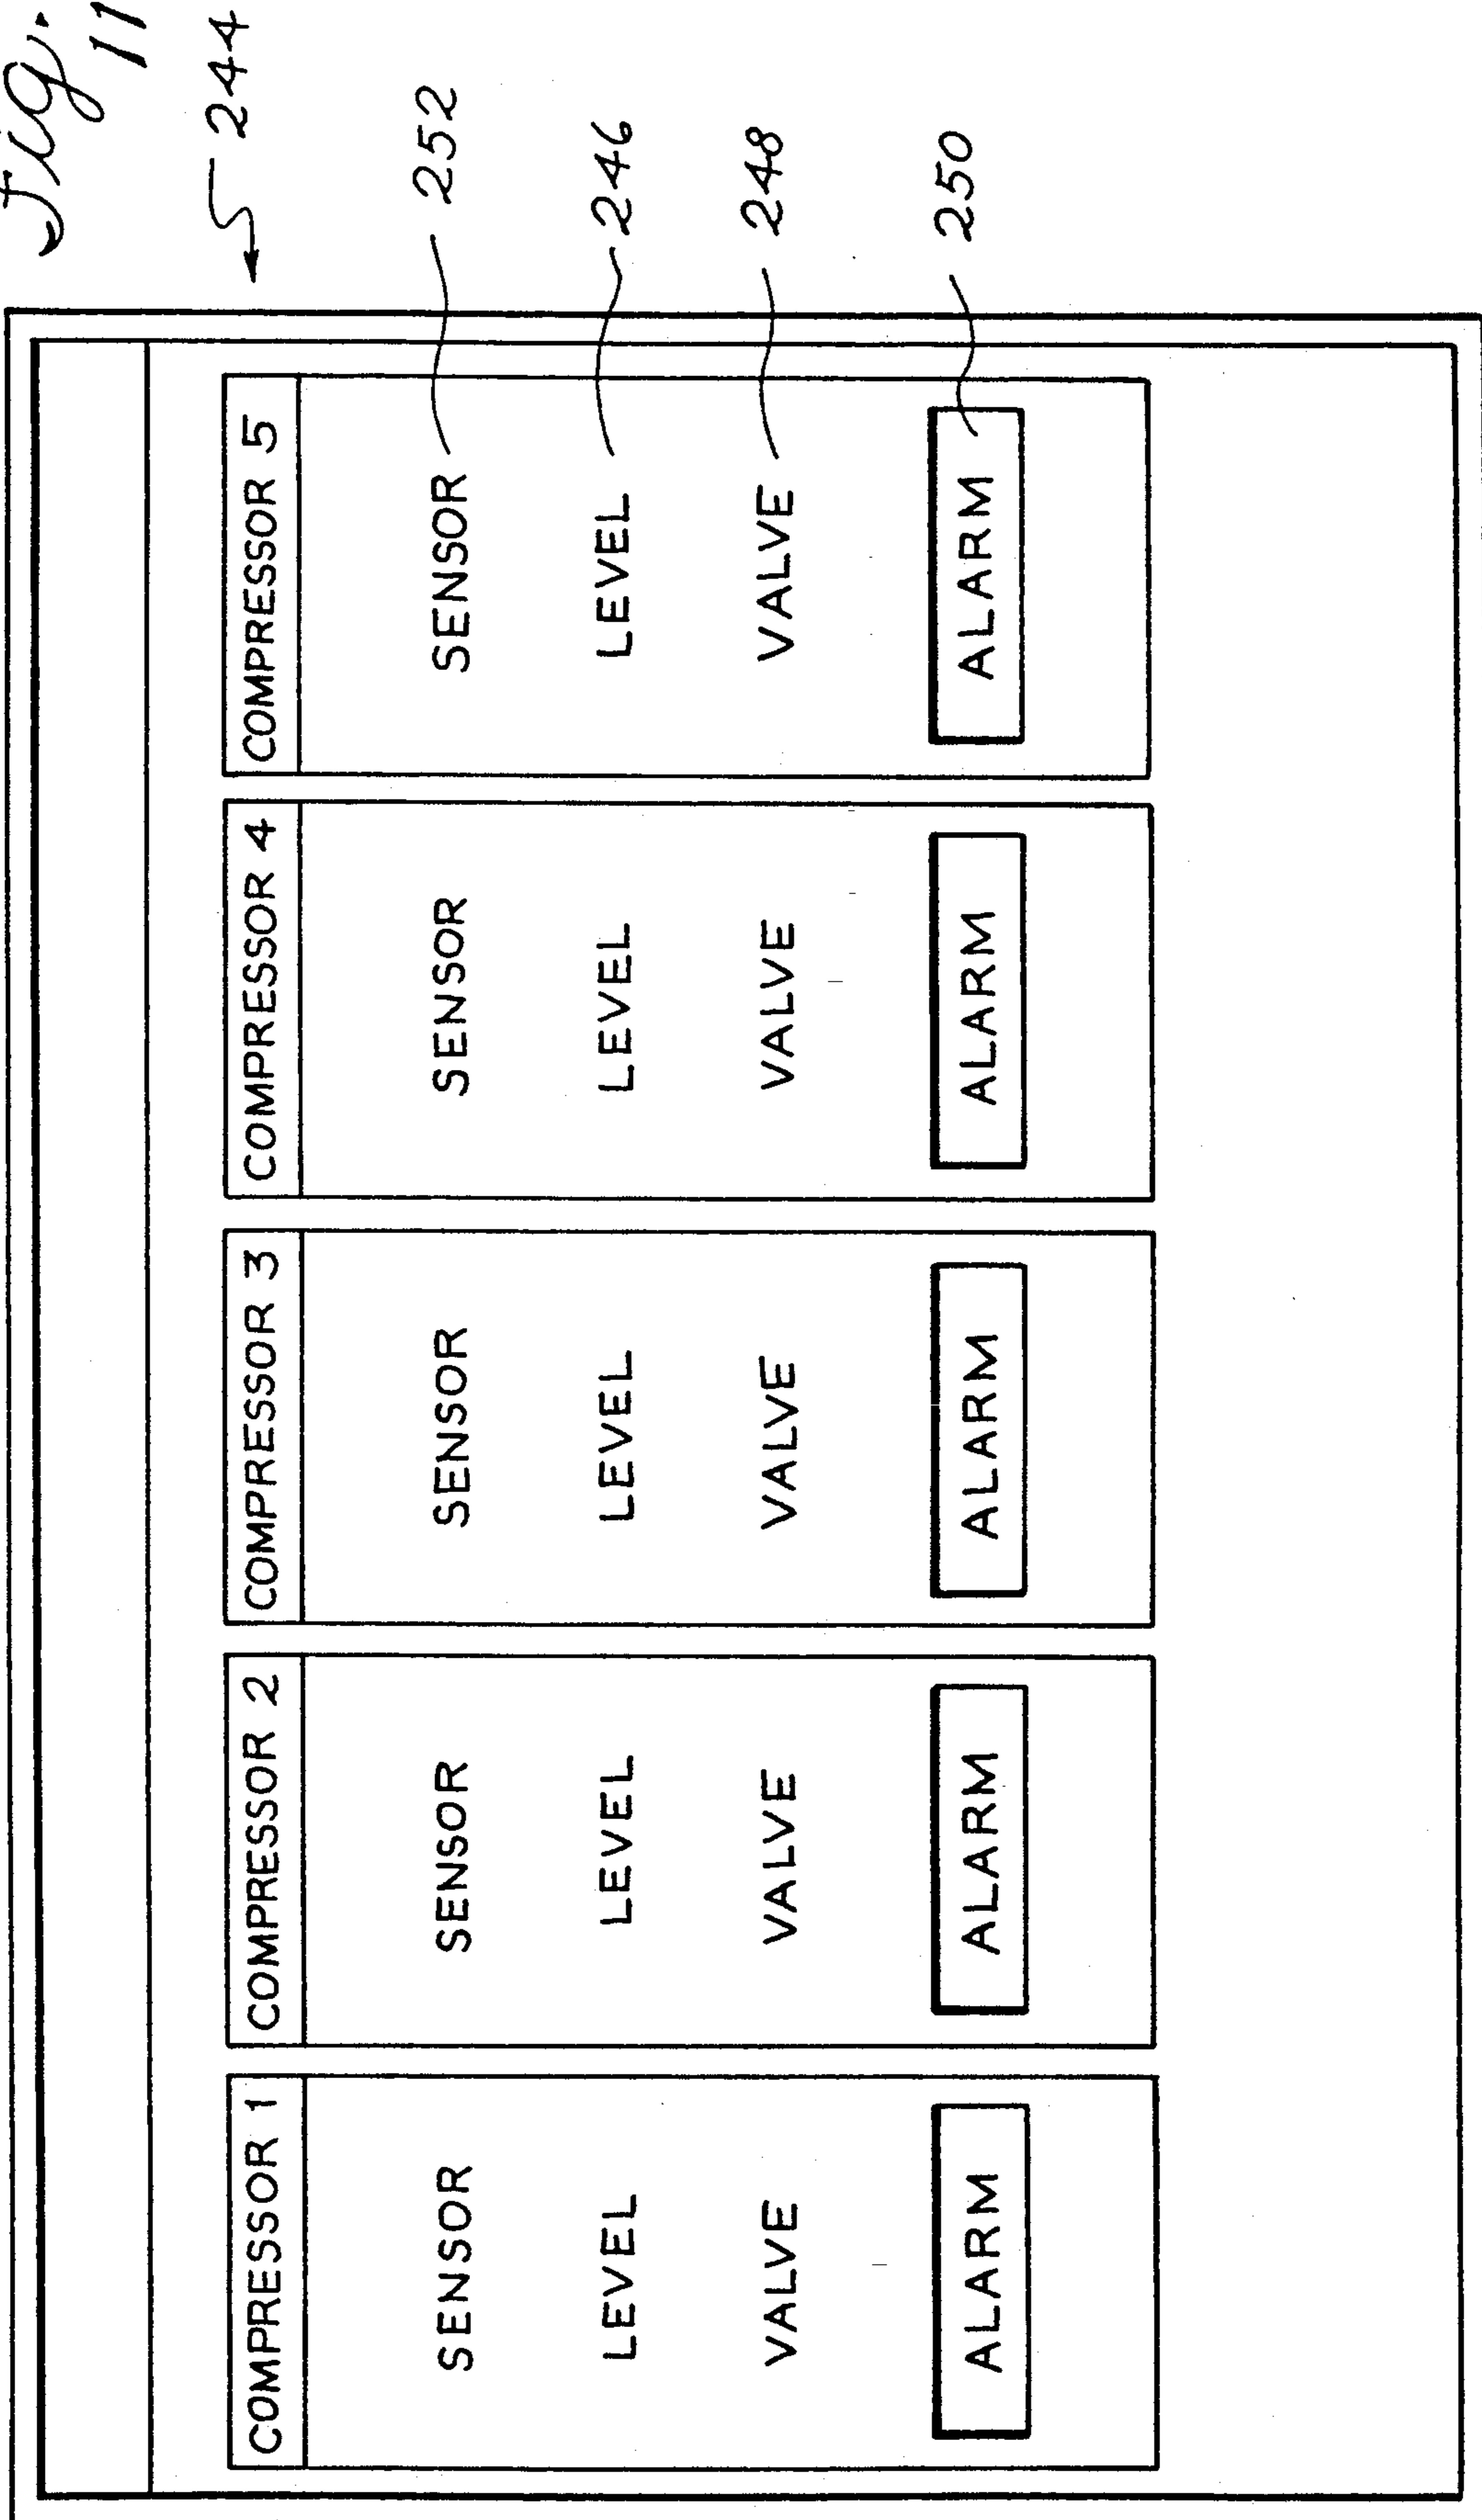 Fig. 11
244
COMPRESSOR 1 COMPRESSOR 2 COMPRESSOR 3 COMPRESSOR 4 COMPRESSOR 5
SENSOR SENSOR SENSOR SENSOR SENSOR 252
LEVEL LEVEL LEVEL LEVEL LEVEL 246
VALVE VALVE VALVE VALVE VALVE 248
ALARM ALARM ALARM ALARM ALARM 250